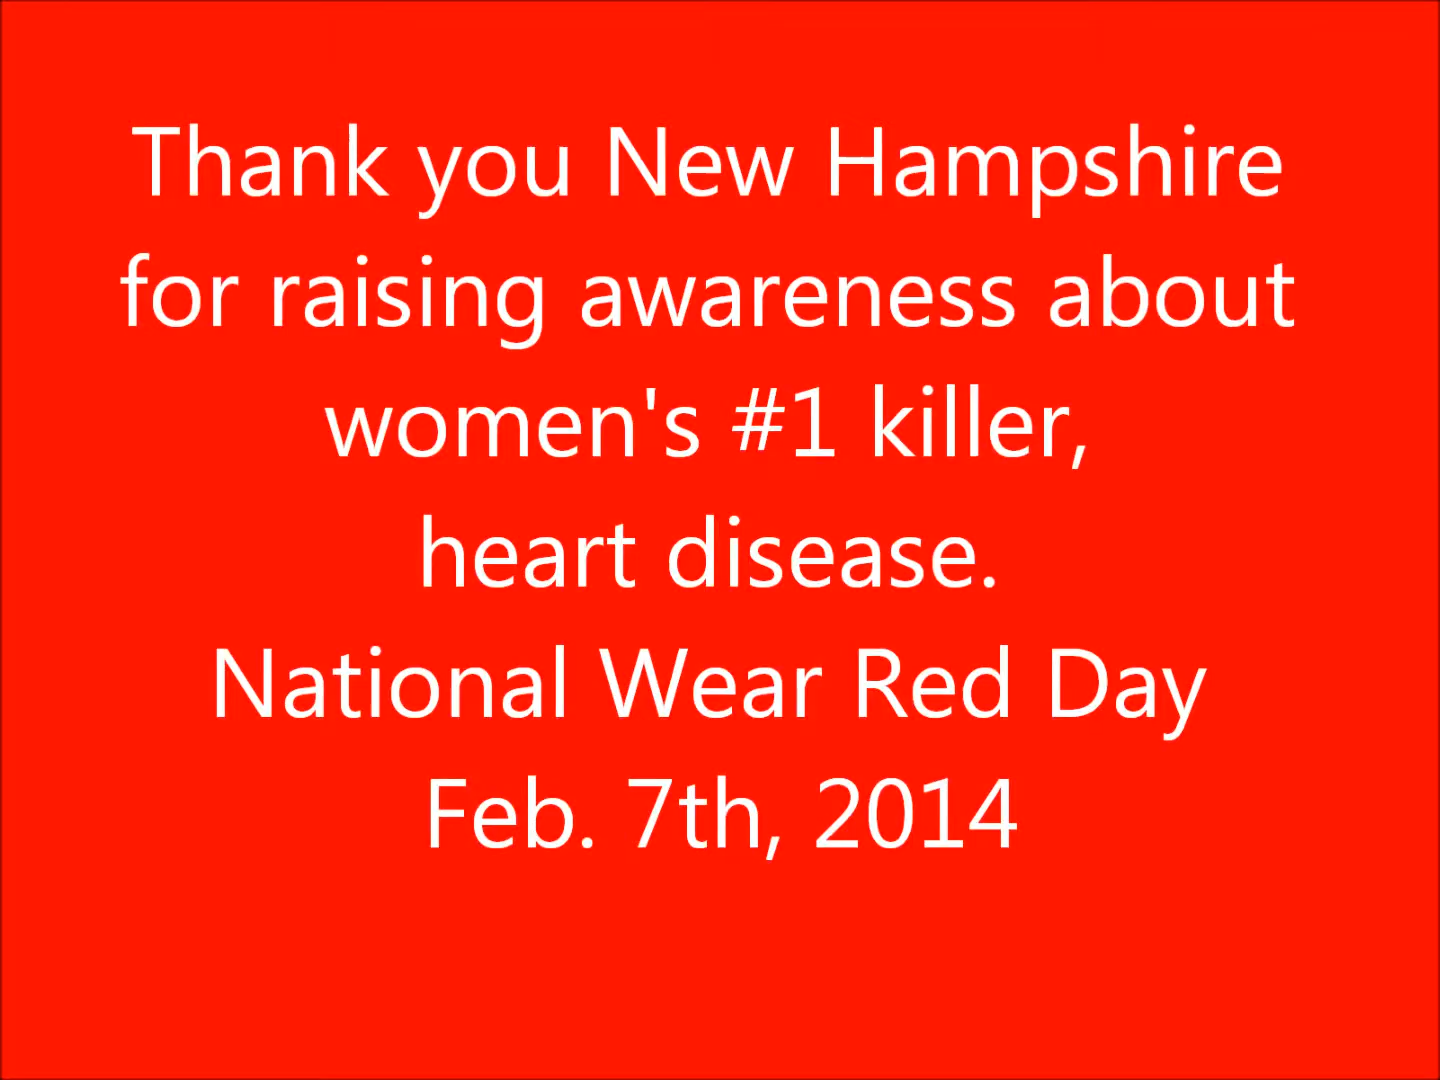 Thank you New Hampshire
for raising awareness about
women's #1 killer,
heart disease.
National Wear Red Day
Feb. 7th, 2014